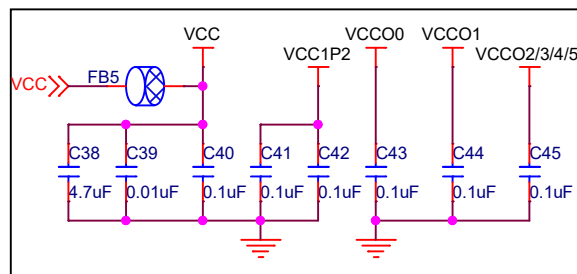 VCC
VCCO0
VCCO1
VCC1P2
VCCO2/3/4/5
VCC
FB5
C38
C39
C40
C41
C42
C43
C44
C45
4.7uF
0.01uF
0.1uF
0.1uF
0.1uF
0.1uF
0.1uF
0.1uF